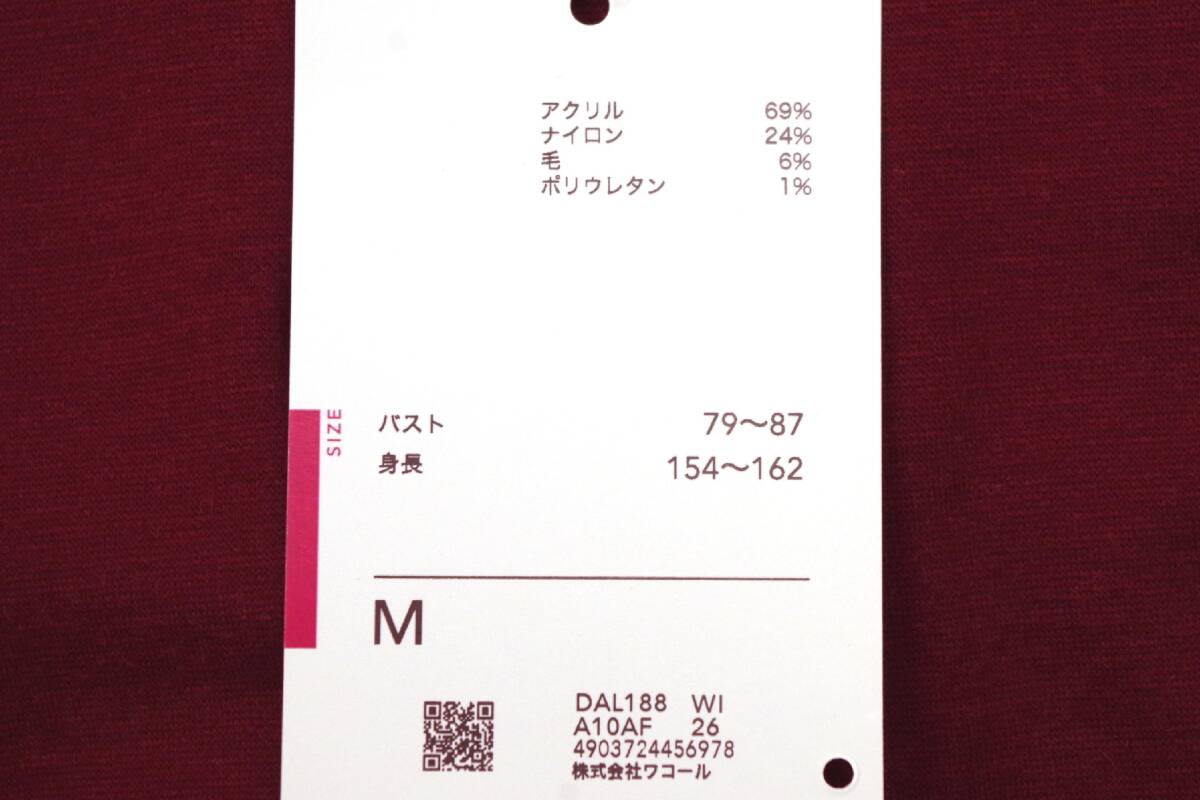 アクリル 69%
ナイロン 24%
毛 6%
ポリウレタン 1%
SIZE
バスト 79〜87
身長 154〜162
M
DAL188 WI
A10AF 26
4903724456978
株式会社ワコール